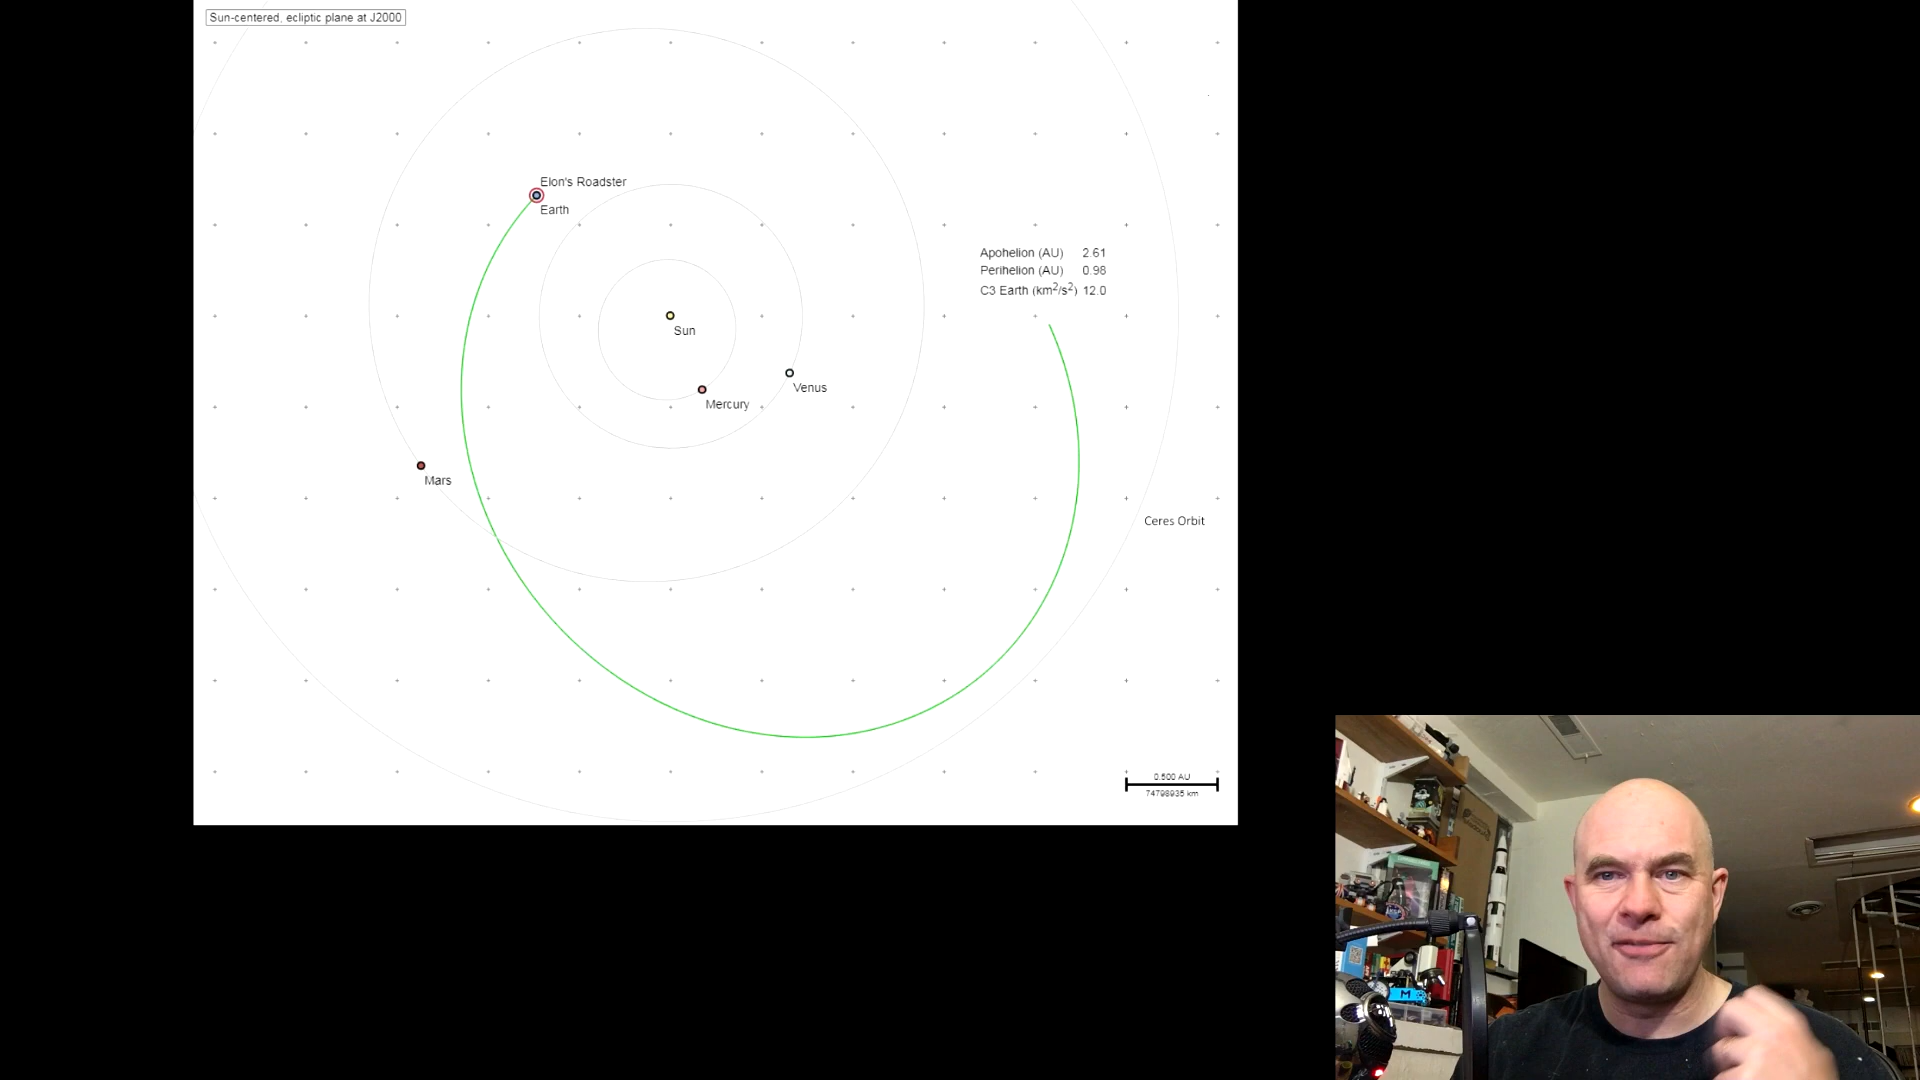 Sun-centered, ecliptic plane at J2000
Elon's Roadster
Earth
Apohelion (AU) 2.61
Perihelion (AU) 0.98
C3 Earth (km²/s²) 12.0
Sun
Venus
Mercury
Mars
Ceres Orbit
0.500 AU
74798935 km
M